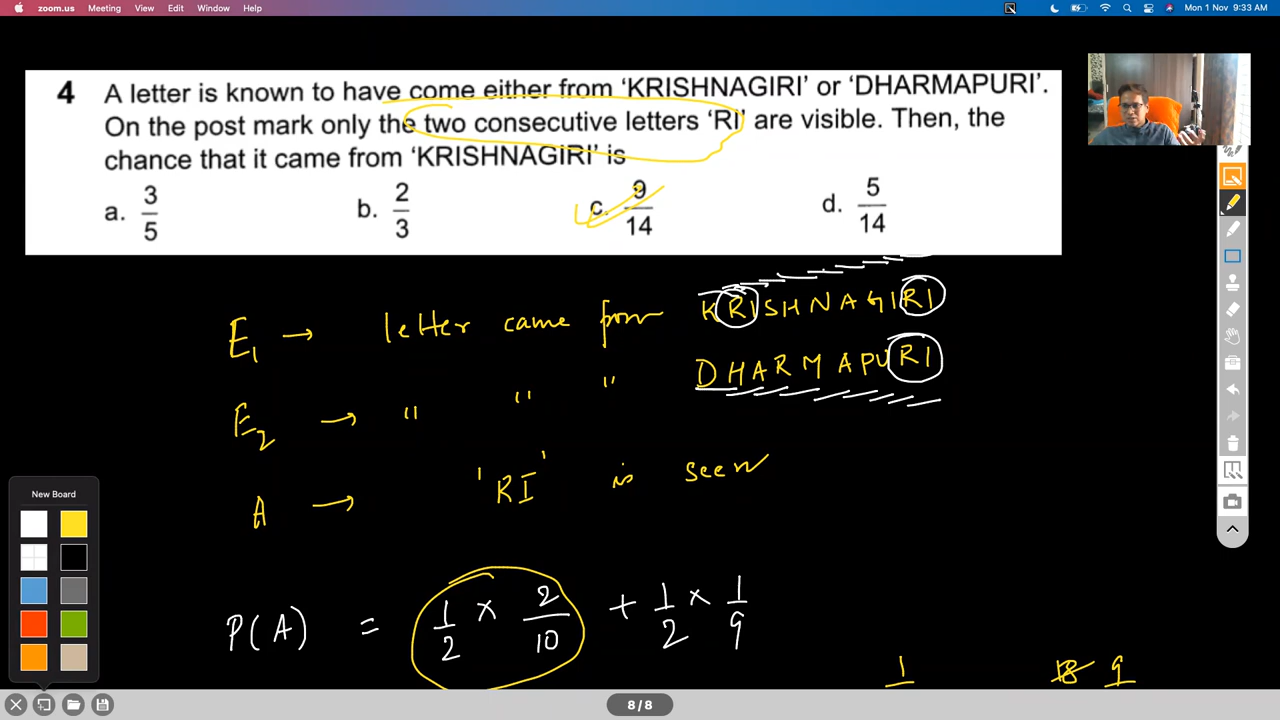 zoom.us Meeting View Edit Window Help Mon 1 Nov 9:33 AM
4 A letter is known to have come either from ‘KRISHNAGIRI’ or ‘DHARMAPURI’.
On the post mark only the two consecutive letters ‘RI’ are visible. Then, the
chance that it came from ‘KRISHNAGIRI’ is
a. 3/5 b. 2/3 c. 9/14 d. 5/14
E₁ → letter came from KRISHNAGIRI
E₂ → " " " DHARMAPURI
A → 'RI' is seen
New Board
P(A) = 1/2 × 2/10 + 1/2 × 1/9
1 18 9
8/8